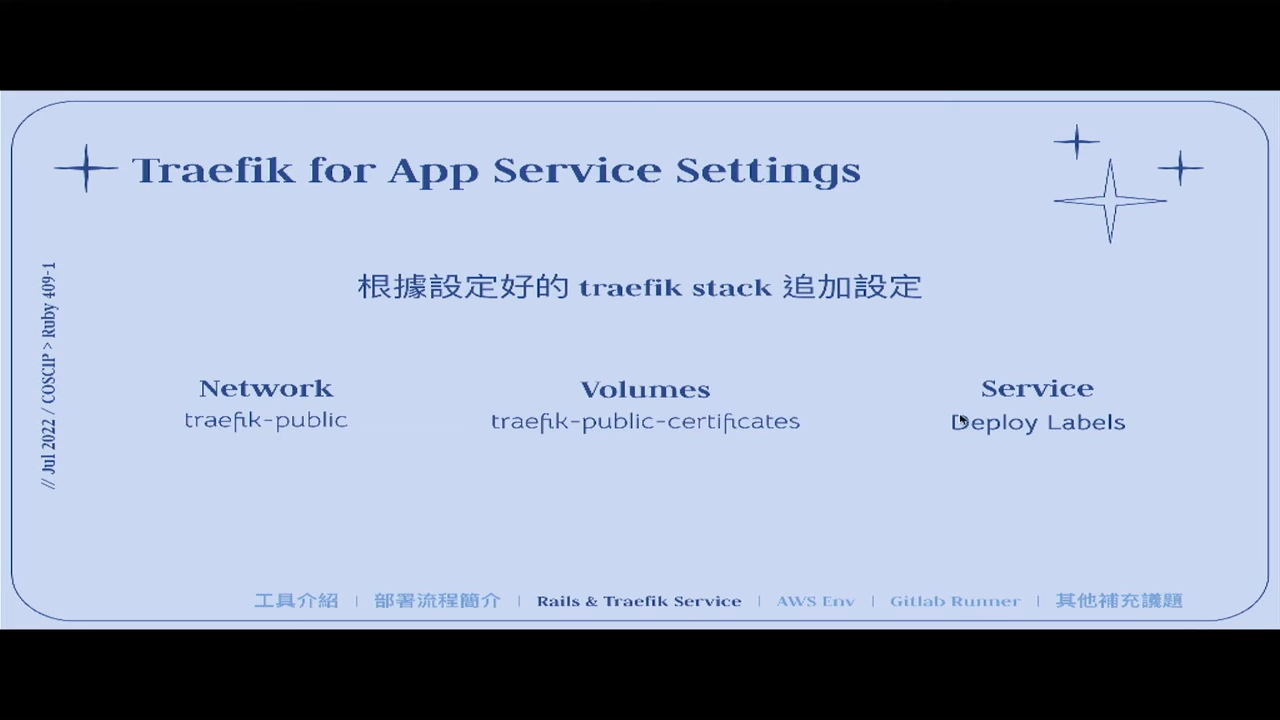 Traefik for App Service Settings
// Jul 2022 / COSCIP > Ruby 409-1
根據設定好的 traefik stack 追加設定
Network
traefik-public
Volumes
traefik-public-certificates
Service
Deploy Labels
工具介紹 | 部署流程簡介 | Rails & Traefik Service | AWS Env | Gitlab Runner | 其他補充議題